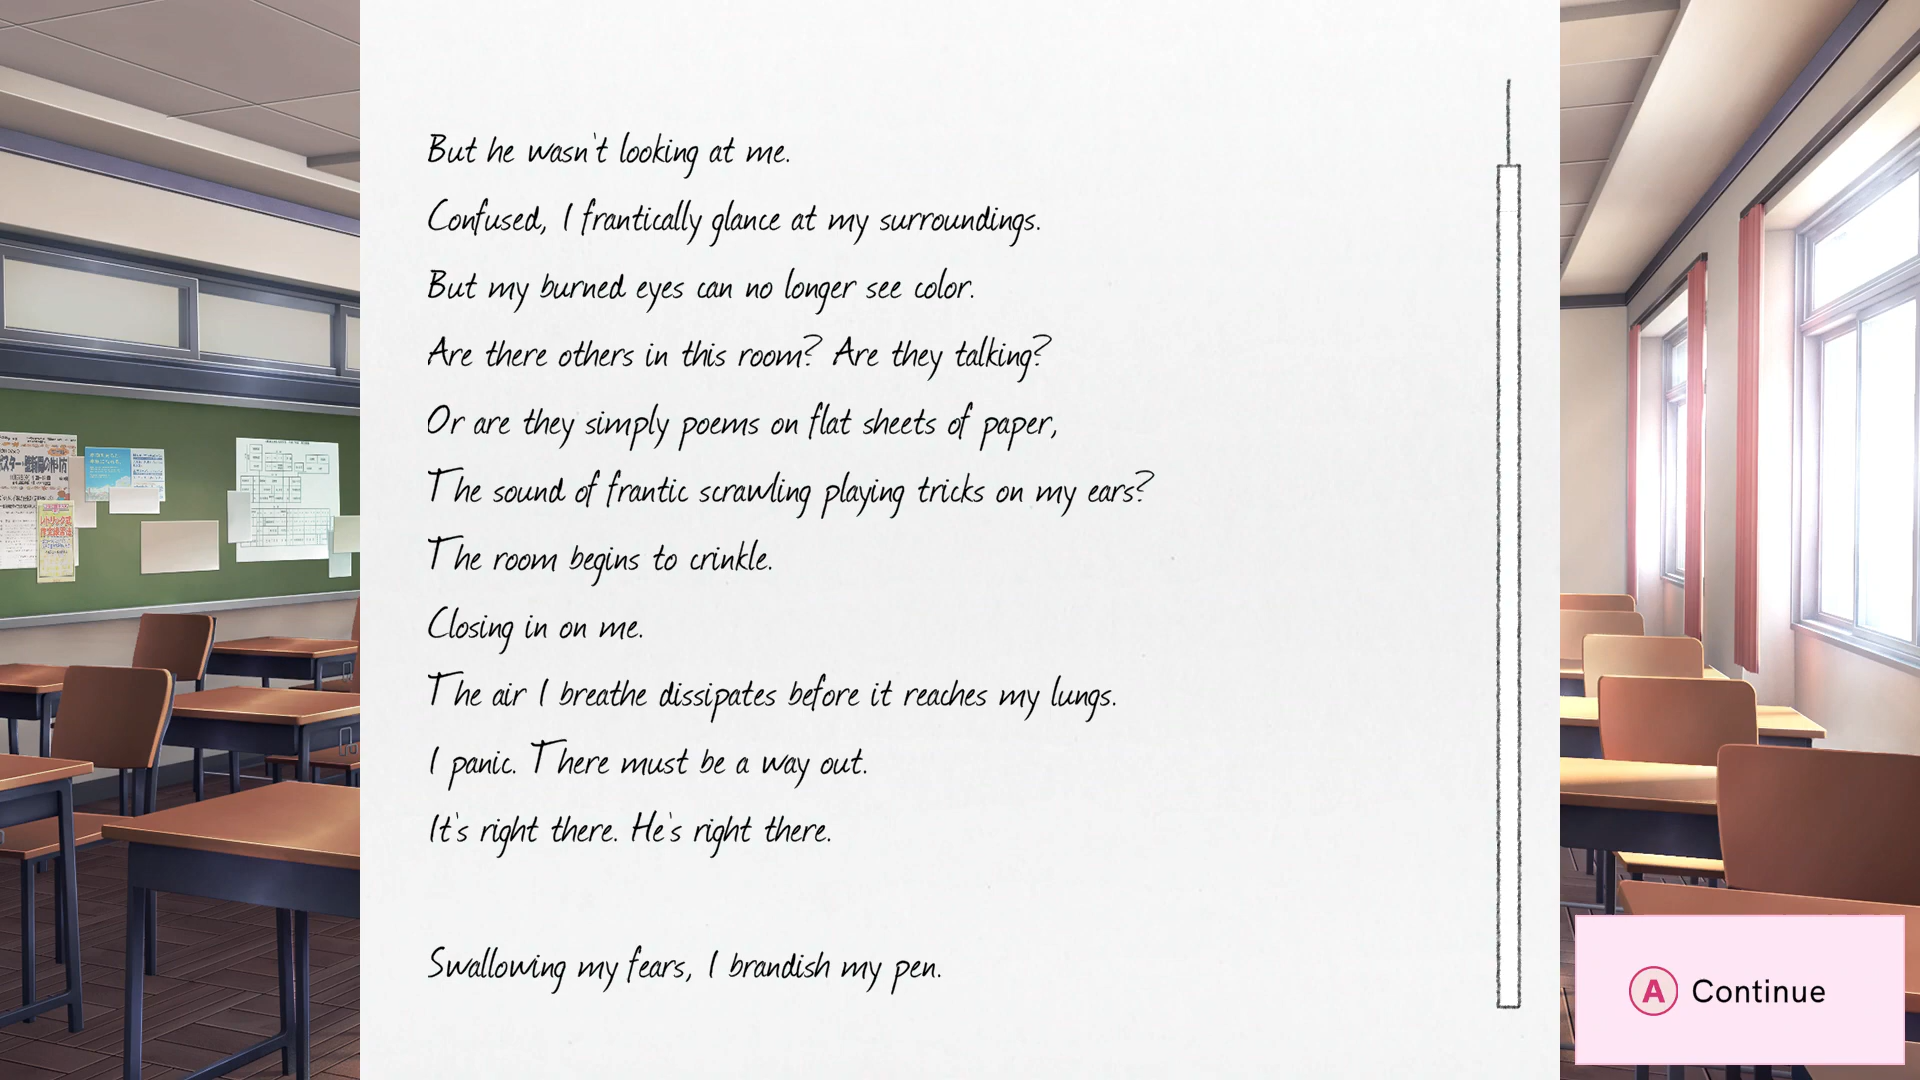 But he wasn't looking at me.
Confused, I frantically glance at my surroundings.
But my burned eyes can no longer see color.
Are there others in this room? Are they talking?
Or are they simply poems on flat sheets of paper,
The sound of frantic scrawling playing tricks on my ears?
The room begins to crinkle.
Closing in on me.
The air I breathe dissipates before it reaches my lungs.
I panic. There must be a way out.
It's right there. He's right there.
Swallowing my fears, I brandish my pen.
A Continue